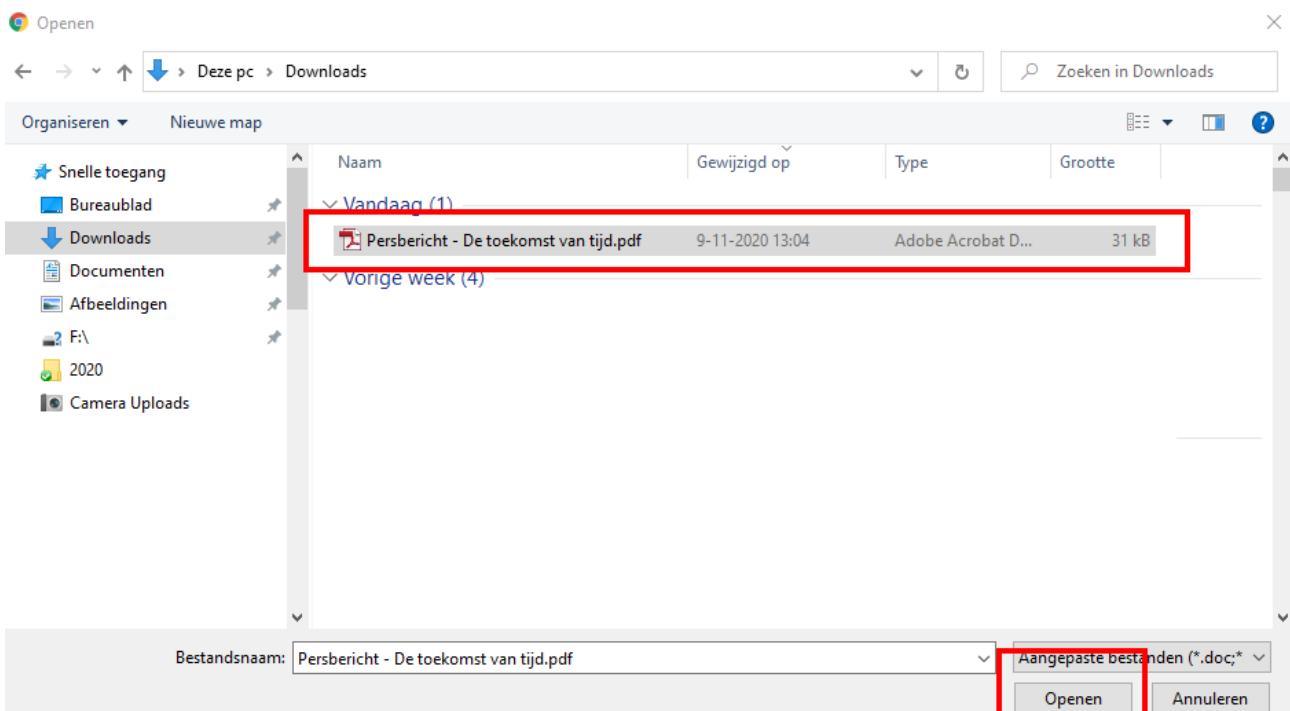 Openen
Deze pc > Downloads
Zoeken in Downloads
Organiseren
Nieuwe map
Naam
Gewijzigd op
Type
Grootte
Snelle toegang
Bureaublad
Downloads
Documenten
Afbeeldingen
F:\
2020
Camera Uploads
Vandaag (1)
Persbericht - De toekomst van tijd.pdf 9-11-2020 13:04 Adobe Acrobat D... 31 kB
Vorige week (4)
Bestandsnaam: Persbericht - De toekomst van tijd.pdf Aangepaste bestanden (*.doc;*
Openen Annuleren